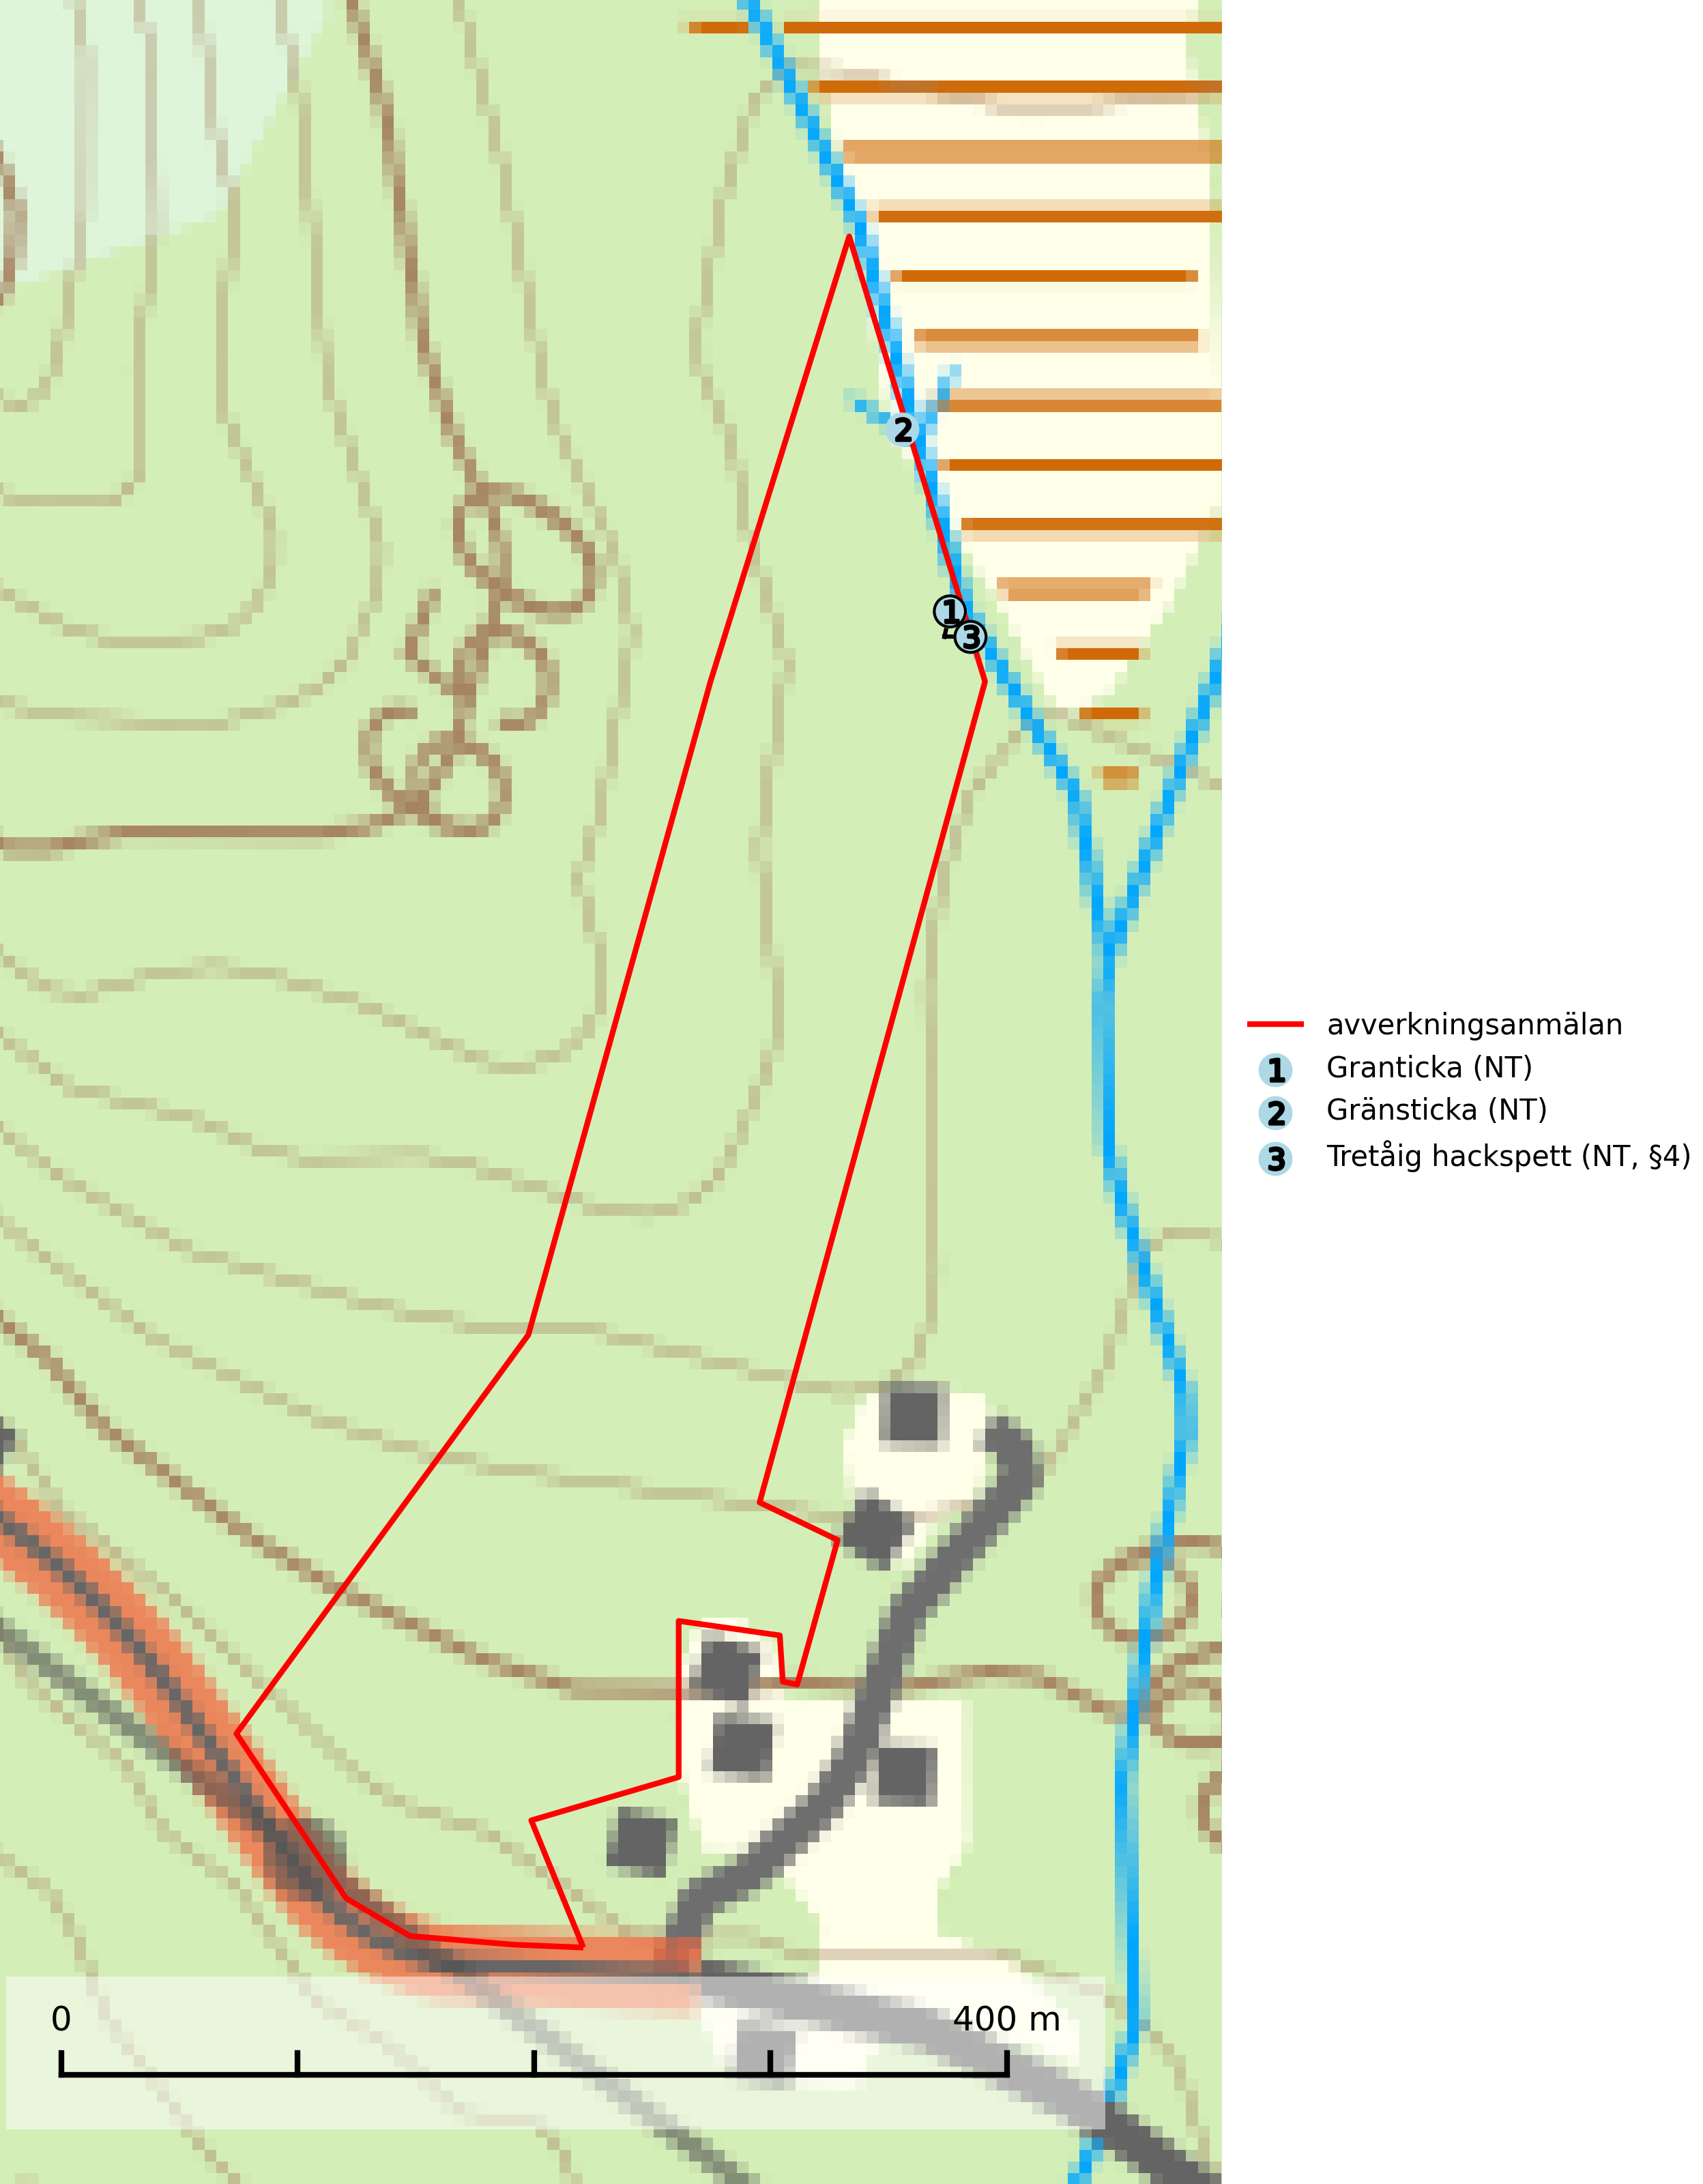 2
1
3
avverkningsanmälan
1 Granticka (NT)
2 Gränsticka (NT)
3 Tretåig hackspett (NT, §4)
0 400 m